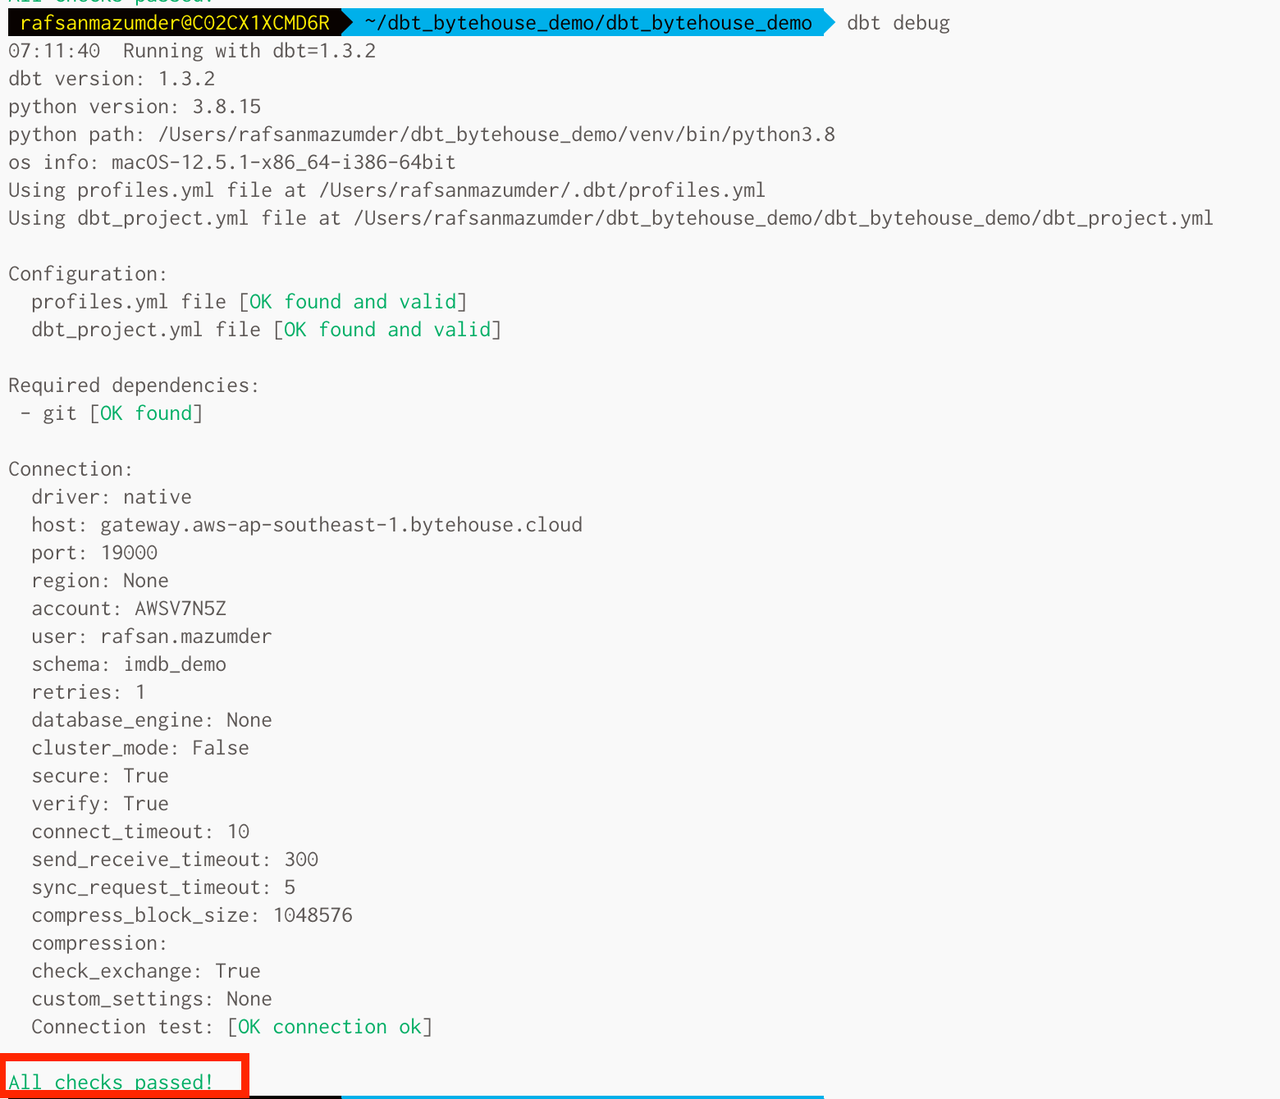 All checks passed!
rafsanmazumder@C02CX1XCMD6R ~/dbt_bytehouse_demo/dbt_bytehouse_demo dbt debug
07:11:40  Running with dbt=1.3.2
dbt version: 1.3.2
python version: 3.8.15
python path: /Users/rafsanmazumder/dbt_bytehouse_demo/venv/bin/python3.8
os info: macOS-12.5.1-x86_64-i386-64bit
Using profiles.yml file at /Users/rafsanmazumder/.dbt/profiles.yml
Using dbt_project.yml file at /Users/rafsanmazumder/dbt_bytehouse_demo/dbt_bytehouse_demo/dbt_project.yml
Configuration:
  profiles.yml file [OK found and valid]
  dbt_project.yml file [OK found and valid]
Required dependencies:
 - git [OK found]
Connection:
  driver: native
  host: gateway.aws-ap-southeast-1.bytehouse.cloud
  port: 19000
  region: None
  account: AWSV7N5Z
  user: rafsan.mazumder
  schema: imdb_demo
  retries: 1
  database_engine: None
  cluster_mode: False
  secure: True
  verify: True
  connect_timeout: 10
  send_receive_timeout: 300
  sync_request_timeout: 5
  compress_block_size: 1048576
  compression:
  check_exchange: True
  custom_settings: None
  Connection test: [OK connection ok]
All checks passed!